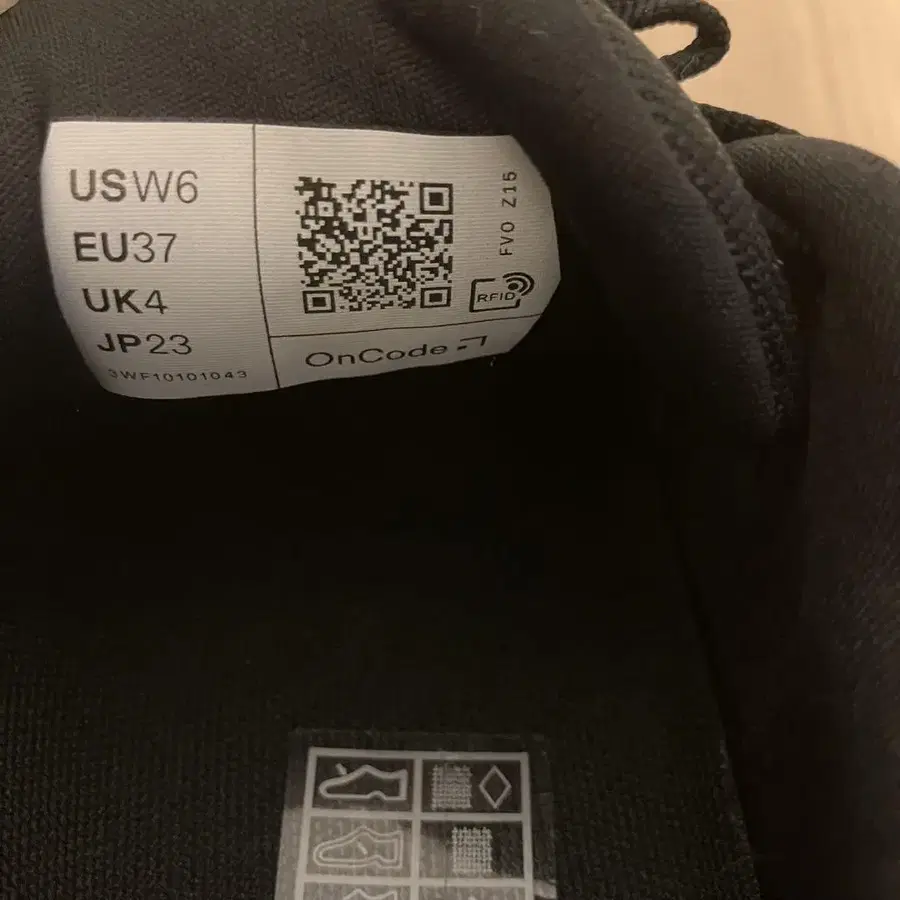 USW6
EU37
UK4
JP23
3WF10101043
FVO Z15
RFID
OnCode